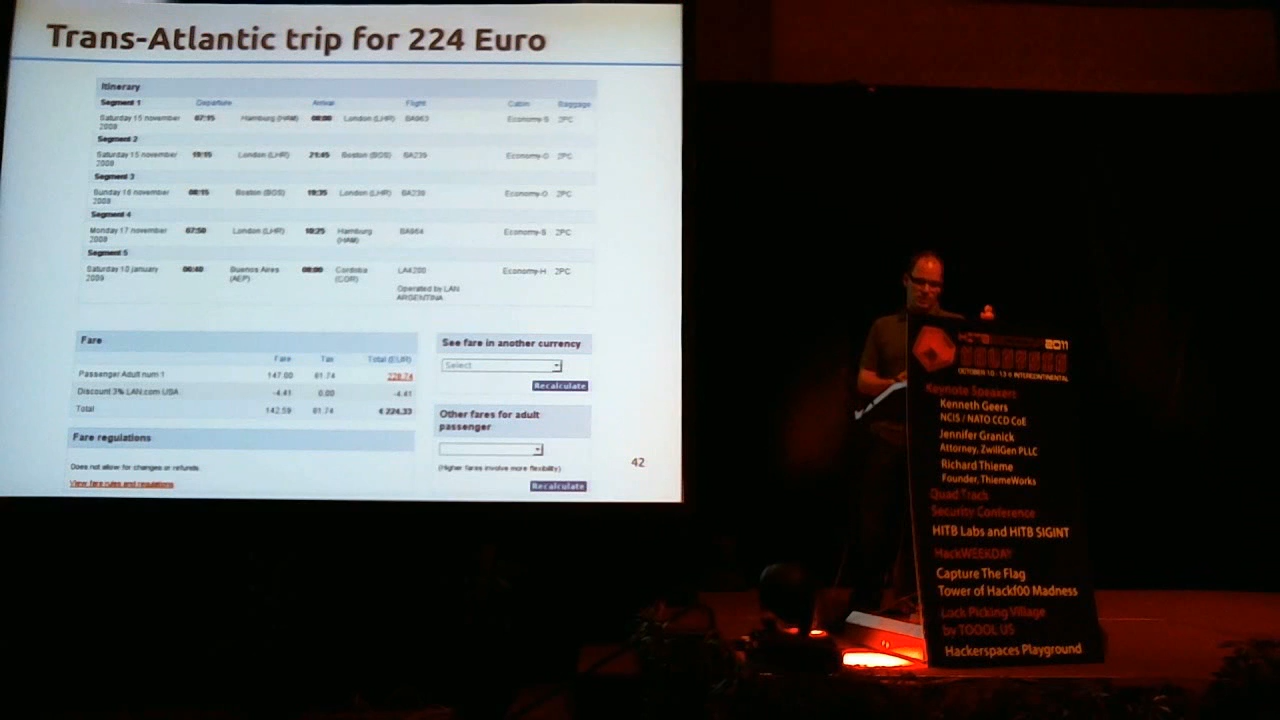 Trans-Atlantic trip for 224 Euro
Itinerary
Segment 1 Departure Arrival Flight Cabin Baggage
Saturday 15 november 2008 07:15 Hamburg (HAM) 08:00 London (LHR) BA963 Economy-S 2PC
Segment 2
Saturday 15 november 2008 19:15 London (LHR) 21:45 Boston (BOS) BA239 Economy-O 2PC
Segment 3
Sunday 16 november 2008 08:15 Boston (BOS) 19:35 London (LHR) Economy-O 2PC
Segment 4
Monday 17 november 2008 07:50 London (LHR) 10:25 Hamburg (HAM) BA964 Economy-S 2PC
Segment 5
Saturday 10 january 2009 06:40 Buenos Aires (AEP) 08:00 Cordoba (COR) LA4200 Economy-H 2PC
Operated by LAN ARGENTINA
Fare
Fare Tax Total (EUR)
Passenger Adult num 1 147.00 81.74 228.74
Discount 3% LAN.com USA -4.41 0.00 -4.41
Total 142.59 81.74 € 224.33
Fare regulations
Does not allow for changes or refunds.
View fare rules and regulations
See fare in another currency
Select
Recalculate
Other fares for adult
passenger
(Higher fares involve more flexibility)
Recalculate
42
HITB 2011
OCTOBER 10 - 13 @ INTERCONTINENTAL
Keynote Speakers
Kenneth Geers
NCIS / NATO CCD CoE
Jennifer Granick
Attorney, ZwillGen PLLC
Richard Thieme
Founder, ThiemeWorks
Quad Track
Security Conference
HITB Labs and HITB SIGINT
HackWEEKDAY
Capture The Flag
Tower of Hackf00 Madness
Lock Picking Village
by TOOOL US
Hackerspaces Playground